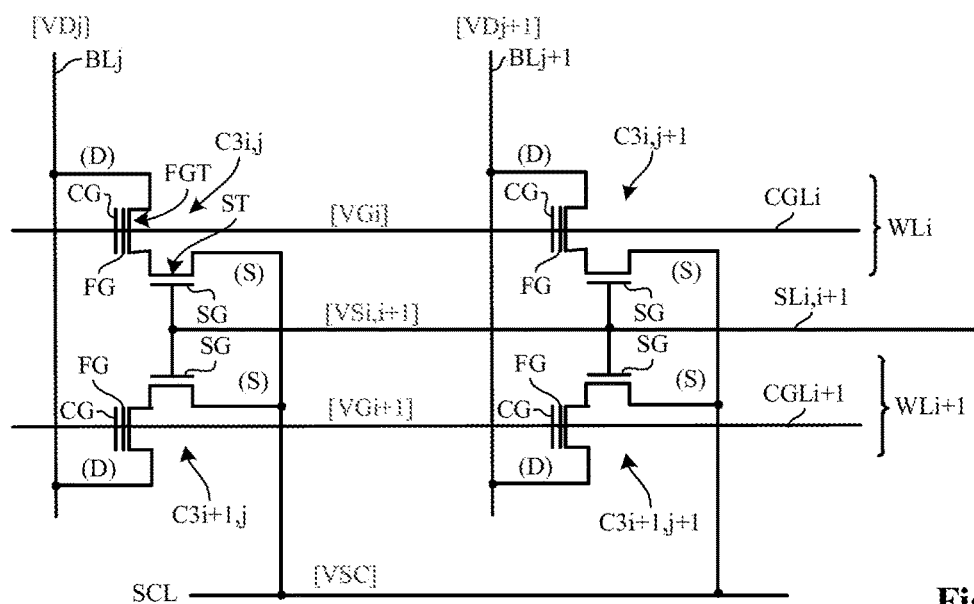 [VDj] [VDj+1]
BLj BLj+1
(D) C3i,j (D) C3i,j+1
CG FGT CG CGLi
ST [VGi] WLi
FG (S) FG (S)
SG [VSi,i+1] SG SLi,i+1
SG SG
FG (S) FG (S)
CG [VGi+1] CG CGLi+1 WLi+1
(D) (D)
C3i+1,j C3i+1,j+1
[VSC]
SCL